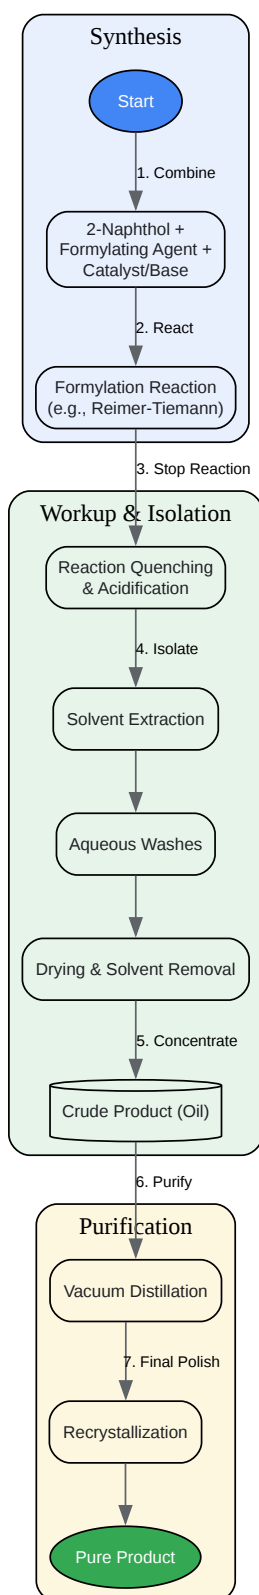 Synthesis
Start
1. Combine
2-Naphthol +
Formylating Agent +
Catalyst/Base
2. React
Formylation Reaction
(e.g., Reimer-Tiemann)
3. Stop Reaction
Workup & Isolation
Reaction Quenching
& Acidification
4. Isolate
Solvent Extraction
Aqueous Washes
Drying & Solvent Removal
5. Concentrate
Crude Product (Oil)
6. Purify
Purification
Vacuum Distillation
7. Final Polish
Recrystallization
Pure Product